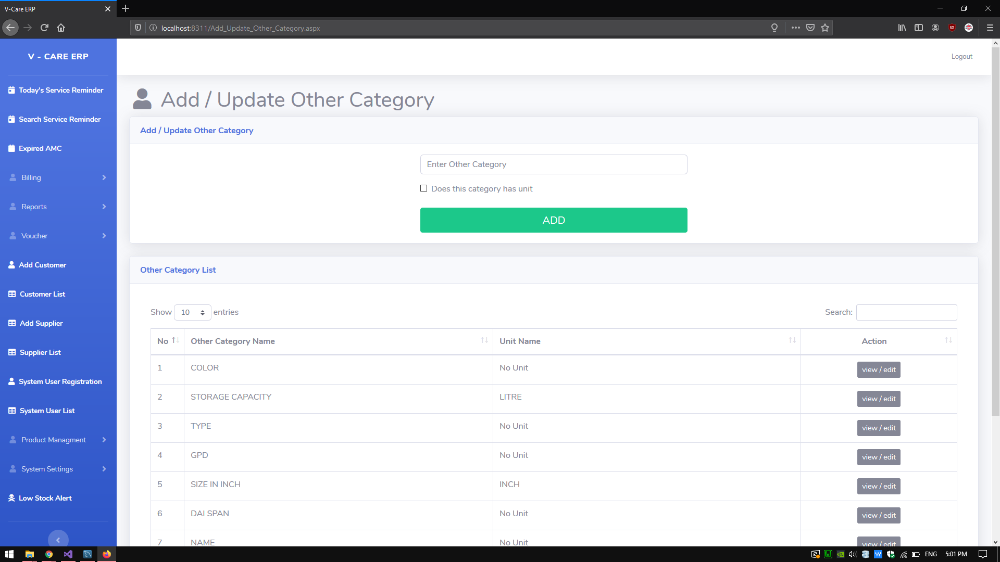 V-Care ERP
localhost:8311/Add_Update_Other_Category.aspx
V - CARE ERP
Logout
Today's Service Reminder
Search Service Reminder
Expired AMC
Billing
Reports
Voucher
Add Customer
Customer List
Add Supplier
Supplier List
System User Registration
System User List
Product Managment
System Settings
Low Stock Alert
Add / Update Other Category
Add / Update Other Category
Enter Other Category
Does this category has unit
ADD
Other Category List
Show 10 entries
Search:
No Other Category Name Unit Name Action
1 COLOR No Unit view / edit
2 STORAGE CAPACITY LITRE view / edit
3 TYPE No Unit view / edit
4 GPD No Unit view / edit
5 SIZE IN INCH INCH view / edit
6 DAI SPAN No Unit view / edit
7 NAME No Unit view / edit
ENG 5:01 PM